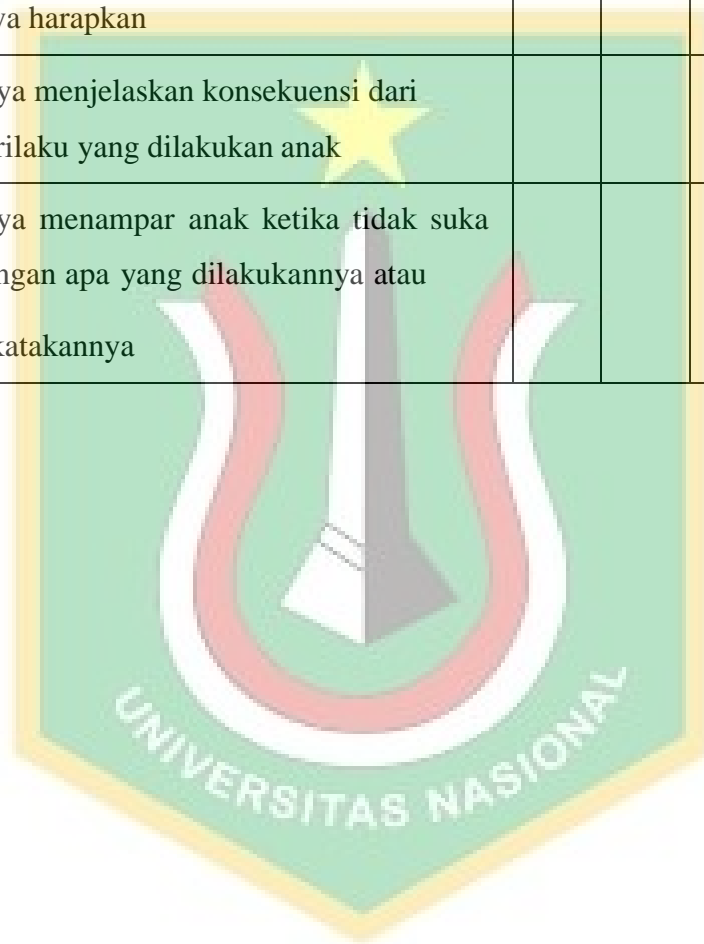 ya harapkan
ya menjelaskan konsekuensi dari
rilaku yang dilakukan anak
ya menampar anak ketika tidak suka
ngan apa yang dilakukannya atau
katakannya
UNIVERSITAS NASIONAL